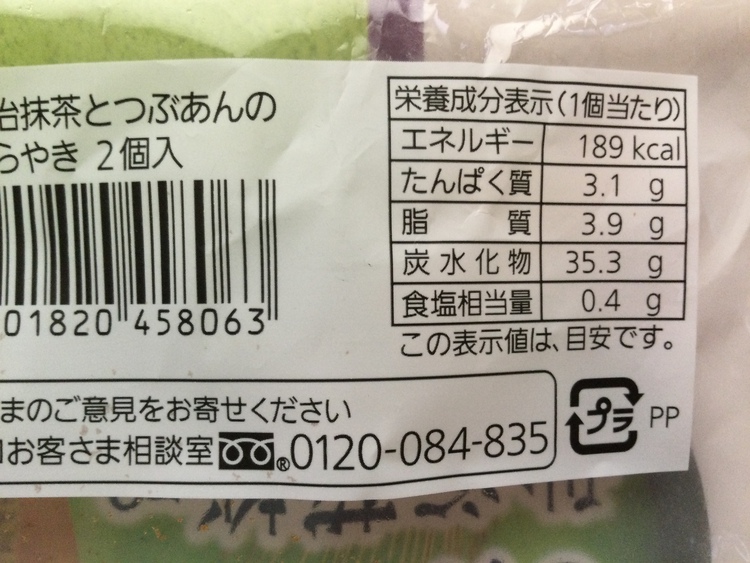 治抹茶とつぶあんの
らやき 2個入
01820 458063
栄養成分表示(1個当たり)
エネルギー 189 kcal
たんぱく質 3.1 g
脂 質 3.9 g
炭水化物 35.3 g
食塩相当量 0.4 g
この表示値は、目安です。
まのご意見をお寄せください
お客さま相談室 ® 0120-084-835
プラ PP